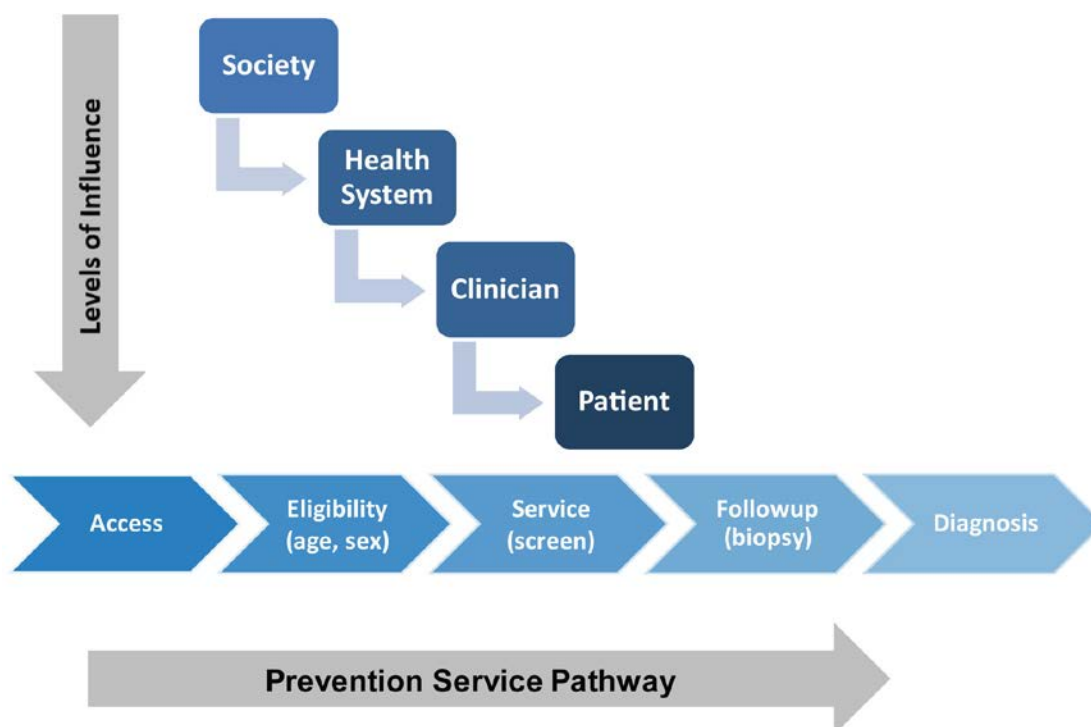 Levels of Influence
Society
Health
System
Clinician
Patient
Access
Eligibility
(age, sex)
Service
(screen)
Followup
(biopsy)
Diagnosis
Prevention Service Pathway